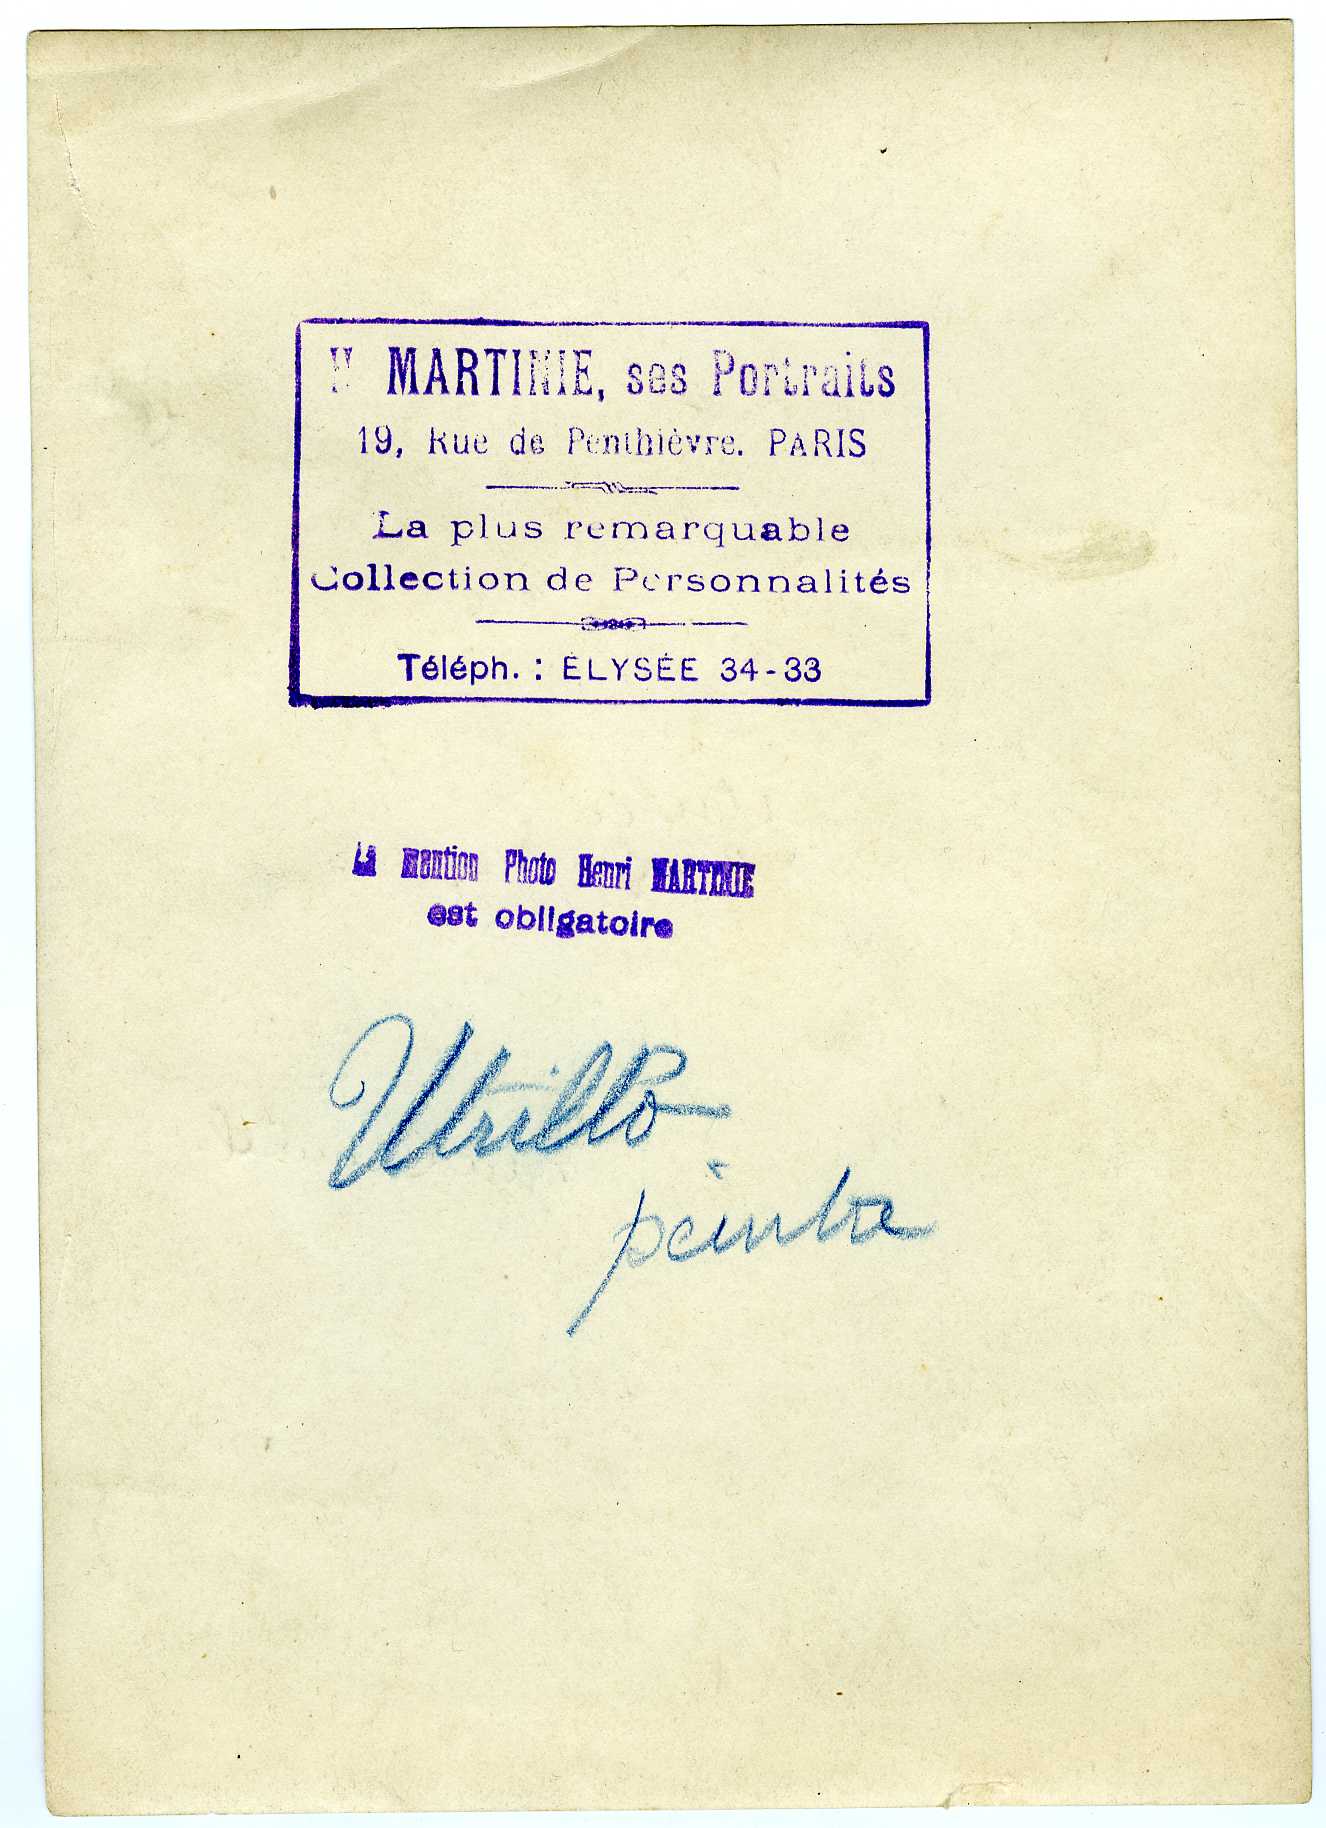 H. MARTINIE, ses Portraits
19, Rue de Penthièvre. PARIS
La plus remarquable
Collection de Personnalités
Téléph. : ÉLYSÉE 34-33
La mention Photo Henri MARTINIE
est obligatoire
Utrillo
peintre